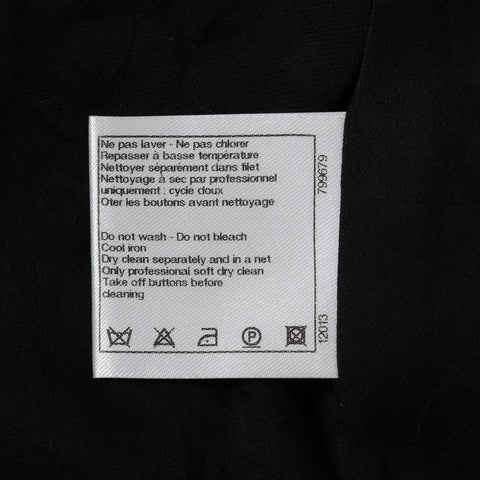 Ne pas laver - Ne pas chlorer
Repasser à basse température
Nettoyer séparément dans filet
Nettoyage à sec par professionnel
uniquement : cycle doux
Oter les boutons avant nettoyage
Do not wash - Do not bleach
Cool iron
Dry clean separately and in a net
Only professional soft dry clean
Take off buttons before
cleaning
P
799679
12013